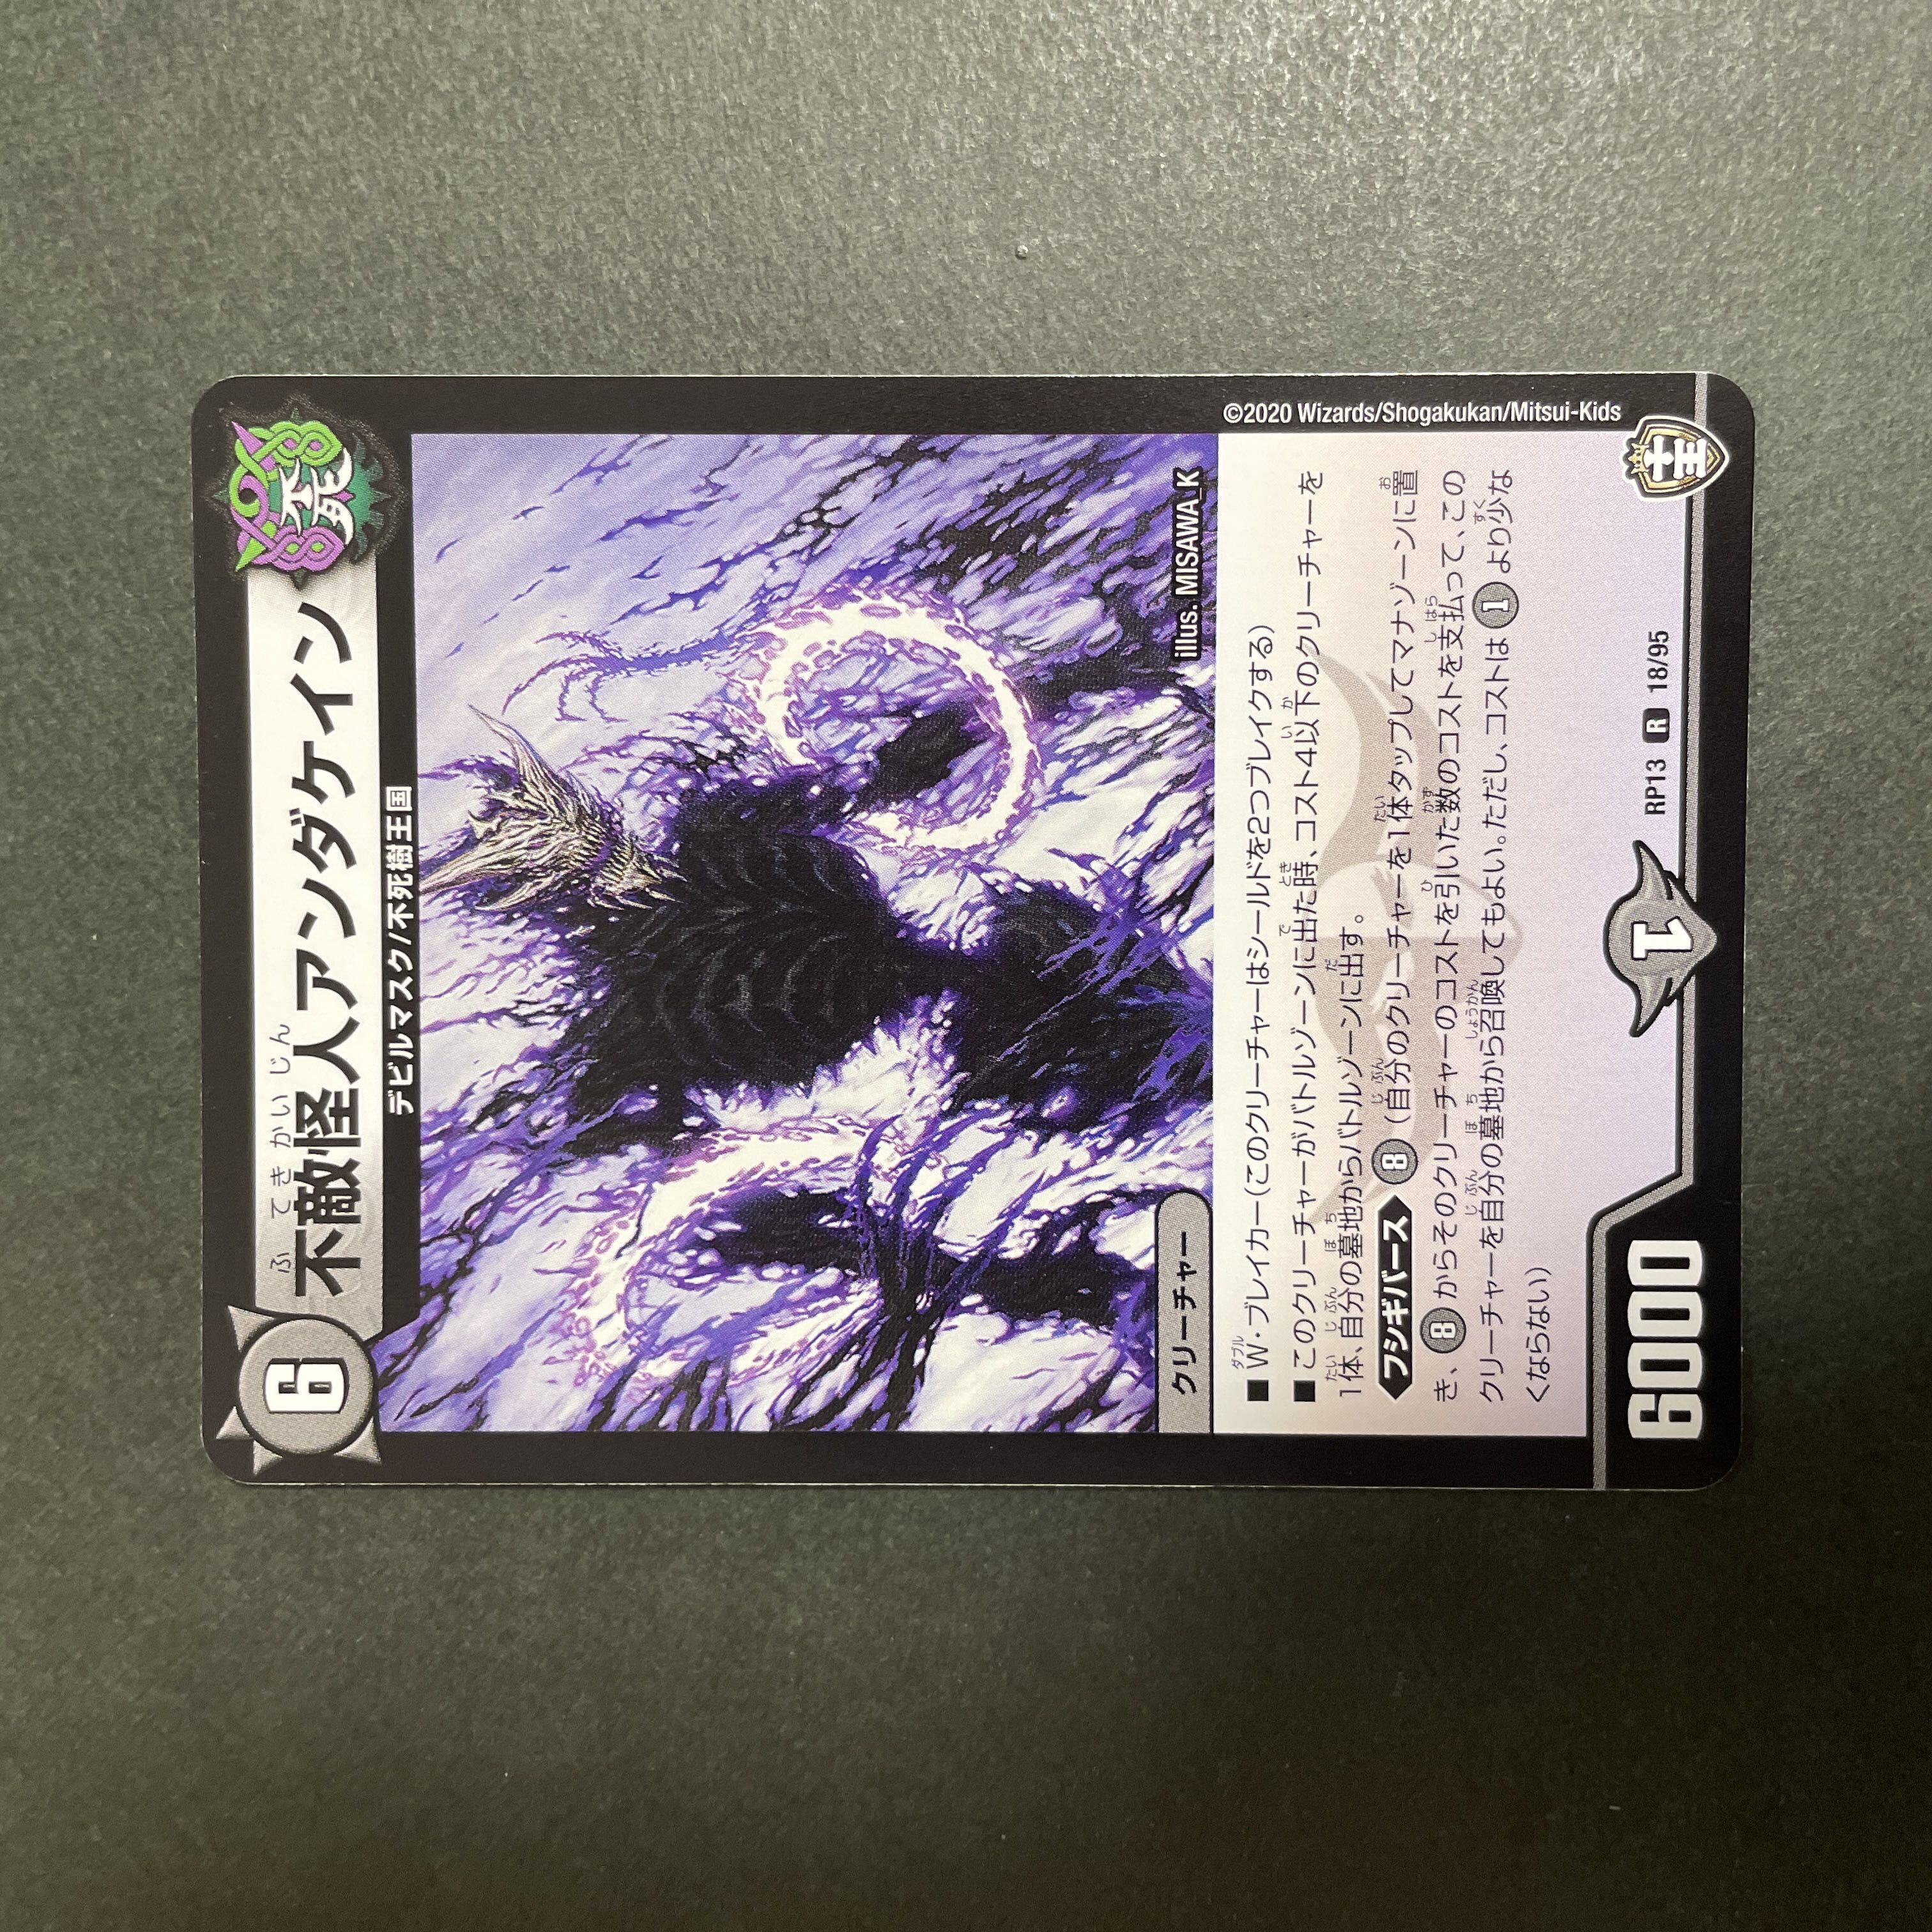 6
ふてきかいじん
不敵怪人アンダケイン
不死
デビルマスク/不死樹王国
illus. MISAWA_K
クリーチャー
©2020 Wizards/Shogakukan/Mitsui-Kids
■W・ブレイカー(このクリーチャーはシールドを2つブレイクする)
■このクリーチャーがバトルゾーンに出た時、コスト4以下のクリーチャーを
1体、自分の墓地からバトルゾーンに出す。
フシギバース 8 (自分のクリーチャーを1体タップしてマナゾーンに置
き、8 からそのクリーチャーのコストを引いた数のコストを支払って、この
クリーチャーを自分の墓地から召喚してもよい。ただし、コストは 1 より少な
くならない)
6000
1
RP13 R 18/95
十王